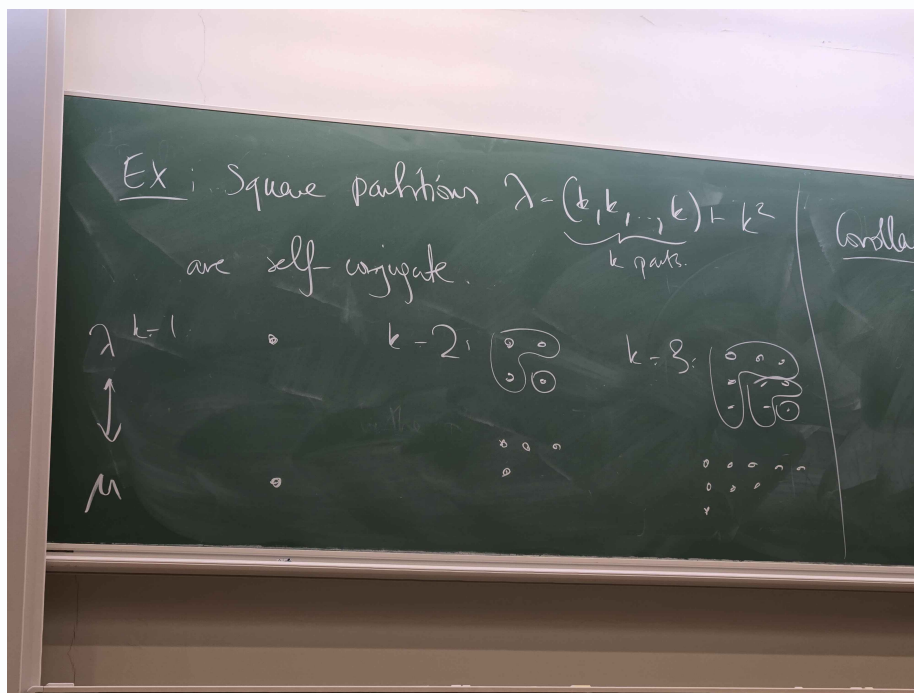 Ex: Square partitions λ = (k, k, ..., k) ⊢ k²
k parts.
are self-conjugate.
Corolla
λ k=1
k=2:
k=3:
μ